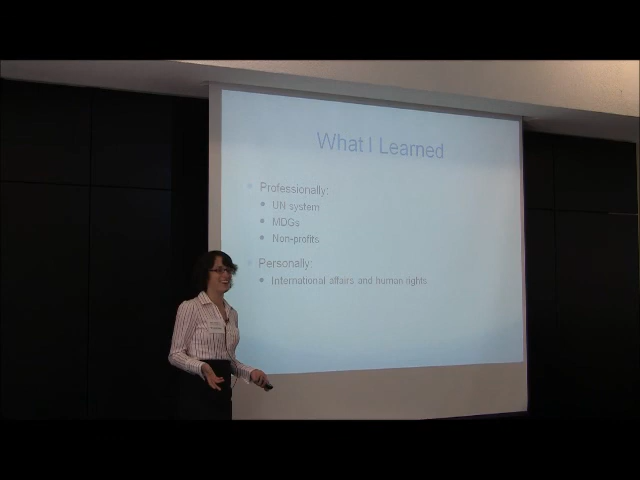 What I Learned
Professionally:
UN system
MDGs
Non-profits
Personally:
International affairs and human rights